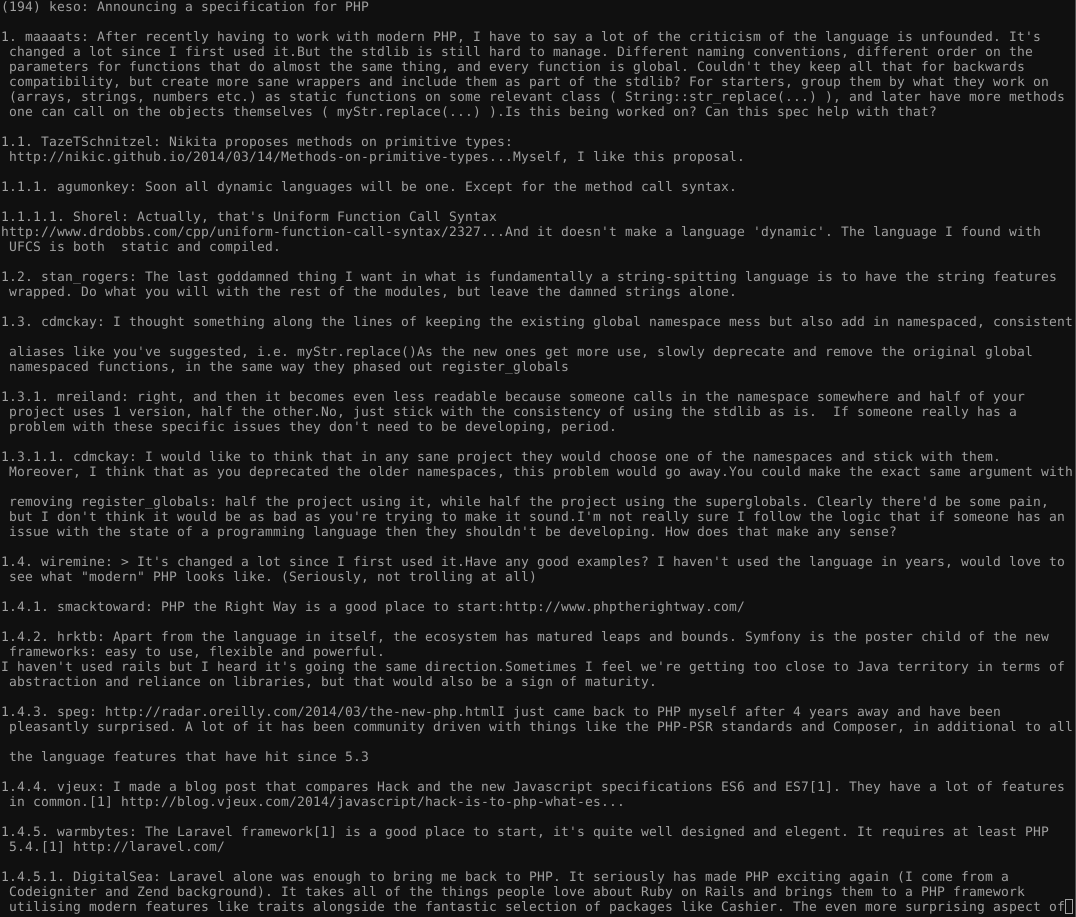 (194) keso: Announcing a specification for PHP
1. maaaats: After recently having to work with modern PHP, I have to say a lot of the criticism of the language is unfounded. It's
changed a lot since I first used it.But the stdlib is still hard to manage. Different naming conventions, different order on the
parameters for functions that do almost the same thing, and every function is global. Couldn't they keep all that for backwards
compatibility, but create more sane wrappers and include them as part of the stdlib? For starters, group them by what they work on
(arrays, strings, numbers etc.) as static functions on some relevant class ( String::str_replace(...) ), and later have more methods
one can call on the objects themselves ( myStr.replace(...) ).Is this being worked on? Can this spec help with that?
1.1. TazeTSchnitzel: Nikita proposes methods on primitive types:
http://nikic.github.io/2014/03/14/Methods-on-primitive-types...Myself, I like this proposal.
1.1.1. agumonkey: Soon all dynamic languages will be one. Except for the method call syntax.
1.1.1.1. Shorel: Actually, that's Uniform Function Call Syntax
http://www.drdobbs.com/cpp/uniform-function-call-syntax/2327...And it doesn't make a language 'dynamic'. The language I found with
UFCS is both  static and compiled.
1.2. stan_rogers: The last goddamned thing I want in what is fundamentally a string-spitting language is to have the string features
wrapped. Do what you will with the rest of the modules, but leave the damned strings alone.
1.3. cdmckay: I thought something along the lines of keeping the existing global namespace mess but also add in namespaced, consistent
aliases like you've suggested, i.e. myStr.replace()As the new ones get more use, slowly deprecate and remove the original global
namespaced functions, in the same way they phased out register_globals
1.3.1. mreiland: right, and then it becomes even less readable because someone calls in the namespace somewhere and half of your
project uses 1 version, half the other.No, just stick with the consistency of using the stdlib as is.  If someone really has a
problem with these specific issues they don't need to be developing, period.
1.3.1.1. cdmckay: I would like to think that in any sane project they would choose one of the namespaces and stick with them.
Moreover, I think that as you deprecated the older namespaces, this problem would go away.You could make the exact same argument with
removing register_globals: half the project using it, while half the project using the superglobals. Clearly there'd be some pain,
but I don't think it would be as bad as you're trying to make it sound.I'm not really sure I follow the logic that if someone has an
issue with the state of a programming language then they shouldn't be developing. How does that make any sense?
1.4. wiremine: > It's changed a lot since I first used it.Have any good examples? I haven't used the language in years, would love to
see what "modern" PHP looks like. (Seriously, not trolling at all)
1.4.1. smacktoward: PHP the Right Way is a good place to start:http://www.phptherightway.com/
1.4.2. hrktb: Apart from the language in itself, the ecosystem has matured leaps and bounds. Symfony is the poster child of the new
frameworks: easy to use, flexible and powerful.
I haven't used rails but I heard it's going the same direction.Sometimes I feel we're getting too close to Java territory in terms of
abstraction and reliance on libraries, but that would also be a sign of maturity.
1.4.3. speg: http://radar.oreilly.com/2014/03/the-new-php.htmlI just came back to PHP myself after 4 years away and have been
pleasantly surprised. A lot of it has been community driven with things like the PHP-PSR standards and Composer, in additional to all
the language features that have hit since 5.3
1.4.4. vjeux: I made a blog post that compares Hack and the new Javascript specifications ES6 and ES7[1]. They have a lot of features
in common.[1] http://blog.vjeux.com/2014/javascript/hack-is-to-php-what-es...
1.4.5. warmbytes: The Laravel framework[1] is a good place to start, it's quite well designed and elegent. It requires at least PHP
5.4.[1] http://laravel.com/
1.4.5.1. DigitalSea: Laravel alone was enough to bring me back to PHP. It seriously has made PHP exciting again (I come from a
Codeigniter and Zend background). It takes all of the things people love about Ruby on Rails and brings them to a PHP framework
utilising modern features like traits alongside the fantastic selection of packages like Cashier. The even more surprising aspect of